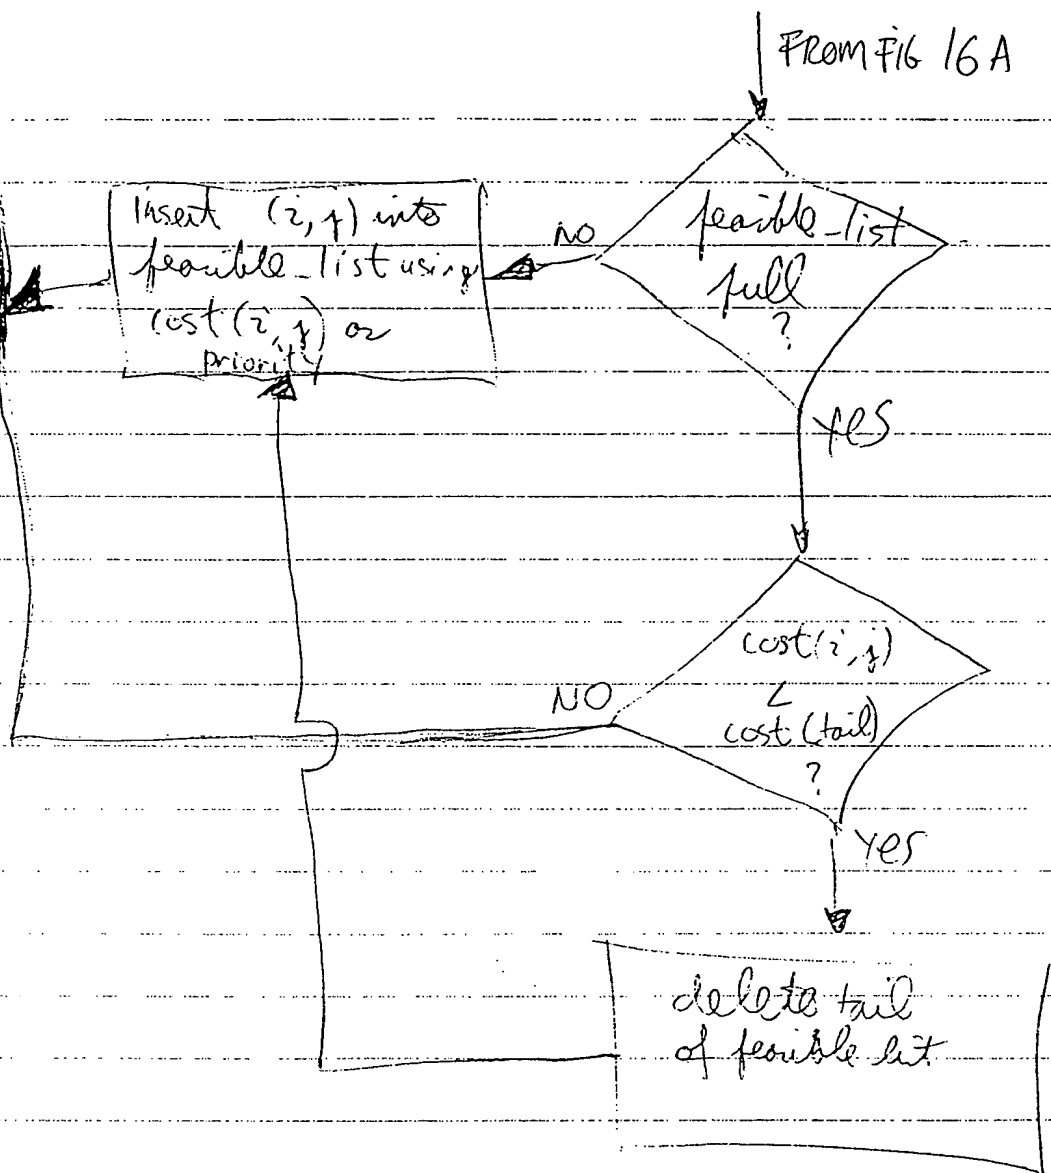 FROM FIG 16A
feasible_list
full
?
NO
Insert (i,j) into
feasible_list using
cost(i,j) as
priority
yes
cost(i,j)
<
cost(tail)
?
NO
yes
delete tail
of feasible list